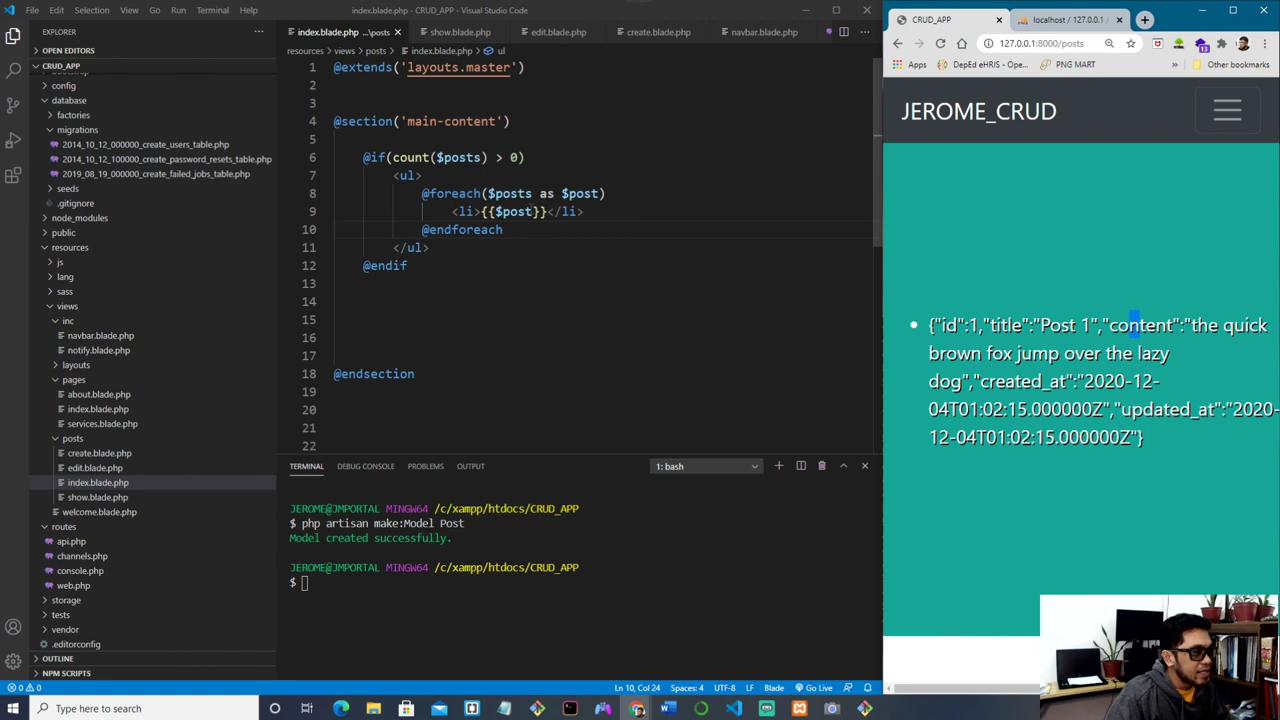 File Edit Selection View Go Run Terminal Help
index.blade.php - CRUD_APP - Visual Studio Code
EXPLORER
OPEN EDITORS
CRUD_APP
config
database
factories
migrations
2014_10_12_000000_create_users_table.php
2014_10_12_100000_create_password_resets_table.php
2019_08_19_000000_create_failed_jobs_table.php
seeds
.gitignore
node_modules
public
resources
js
lang
sass
views
inc
navbar.blade.php
notify.blade.php
layouts
pages
about.blade.php
index.blade.php
services.blade.php
posts
create.blade.php
edit.blade.php
index.blade.php
show.blade.php
welcome.blade.php
routes
api.php
channels.php
console.php
web.php
storage
tests
vendor
.editorconfig
OUTLINE
NPM SCRIPTS
index.blade.php ...\posts show.blade.php edit.blade.php create.blade.php navbar.blade.php
resources > views > posts > index.blade.php > ul
1 @extends('layouts.master')
2
3
4 @section('main-content')
5
6 @if(count($posts) > 0)
7 <ul>
8 @foreach($posts as $post)
9 <li>{{$post}}</li>
10 @endforeach
11 </ul>
12 @endif
13
14
15
16
17
18 @endsection
19
20
21
22
TERMINAL DEBUG CONSOLE PROBLEMS OUTPUT
1: bash
JEROME@JMPORTAL MINGW64 /c/xampp/htdocs/CRUD_APP
$ php artisan make:Model Post
Model created successfully.
JEROME@JMPORTAL MINGW64 /c/xampp/htdocs/CRUD_APP
$
0 0 Ln 10, Col 24 Spaces: 4 UTF-8 LF Blade Go Live
CRUD_APP
localhost / 127.0.0.1 /
127.0.0.1:8000/posts
13
Apps DepEd eHRIS - Ope... PNG MART » Other bookmarks
JEROME_CRUD
{"id":1,"title":"Post 1","content":"the quick
brown fox jump over the lazy
dog","created_at":"2020-12-
04T01:02:15.000000Z","updated_at":"2020-
12-04T01:02:15.000000Z"}
Type here to search